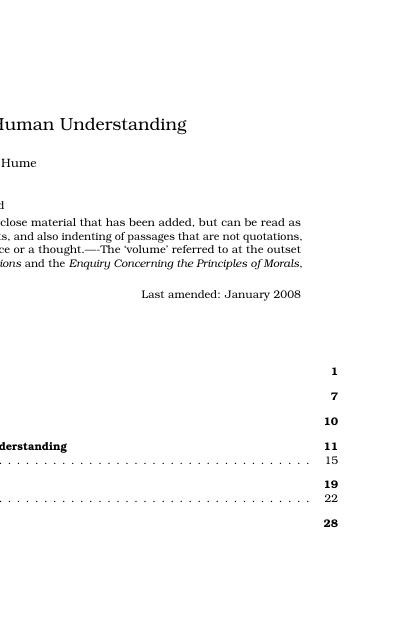 Human Understanding
Hume
d
close material that has been added, but can be read as
ts, and also indenting of passages that are not quotations,
ce or a thought.—-The ‘volume’ referred to at the outset
ions and the Enquiry Concerning the Principles of Morals,
Last amended: January 2008
1
7
10
derstanding 11
. . . . . . . . . . . . . . . . . . . . . . . . . . . . . . . . . . . 15
19
. . . . . . . . . . . . . . . . . . . . . . . . . . . . . . . . . . . 22
28